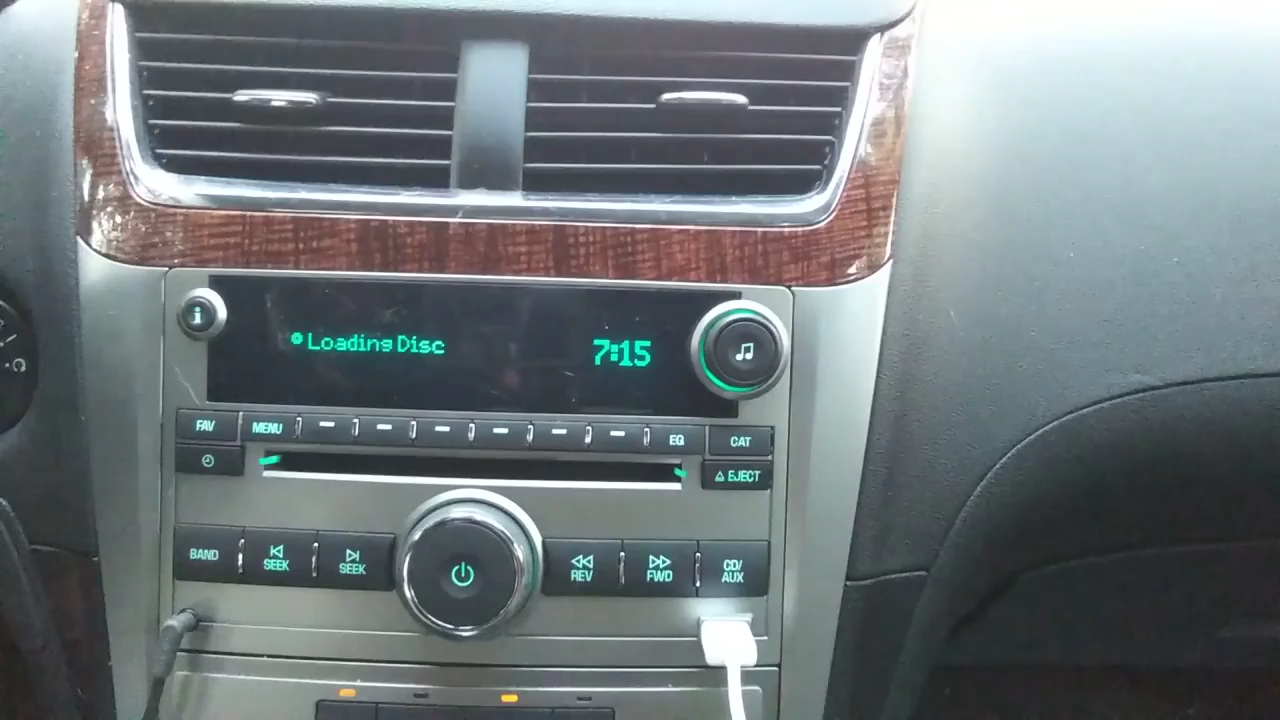 Loading Disc
7:15
FAV
MENU
EQ
CAT
EJECT
BAND
SEEK
SEEK
REV
FWD
CD/
AUX